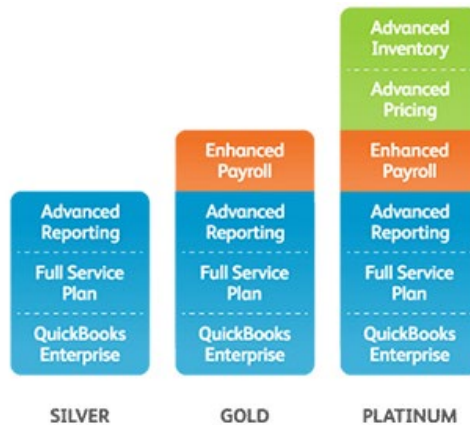 Advanced
Inventory
Advanced
Pricing
Enhanced
Payroll
Enhanced
Payroll
Advanced
Reporting
Advanced
Reporting
Advanced
Reporting
Full Service
Plan
Full Service
Plan
Full Service
Plan
QuickBooks
Enterprise
QuickBooks
Enterprise
QuickBooks
Enterprise
SILVER
GOLD
PLATINUM